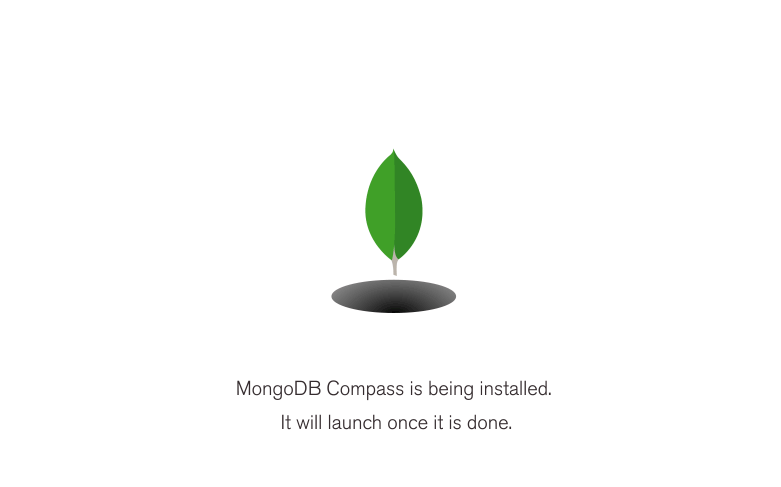 MongoDB Compass is being installed.
It will launch once it is done.